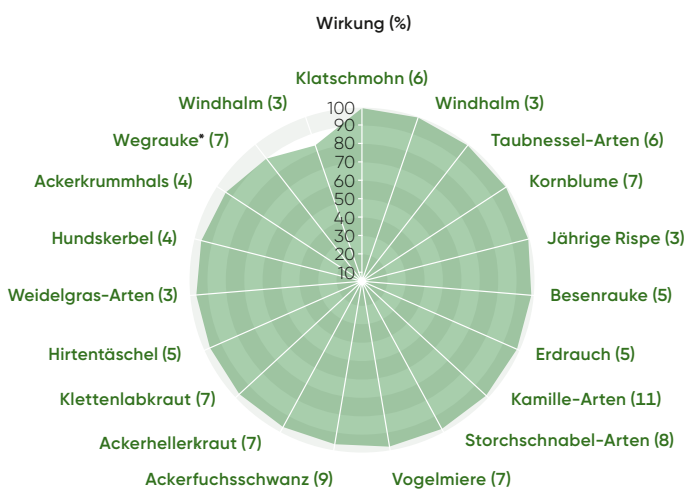 Wirkung (%)
Klatschmohn (6)
Windhalm (3)
Windhalm (3)
Wegrauke* (7)
Taubnessel-Arten (6)
Ackerkrummhals (4)
Kornblume (7)
Hundskerbel (4)
Jährige Rispe (3)
Weidelgras-Arten (3)
Besenrauke (5)
Hirtentäschel (5)
Erdrauch (5)
Klettenlabkraut (7)
Kamille-Arten (11)
Ackerhellerkraut (7)
Storchschnabel-Arten (8)
Ackerfuchsschwanz (9)
Vogelmiere (7)
100
90
80
70
60
50
40
30
20
10